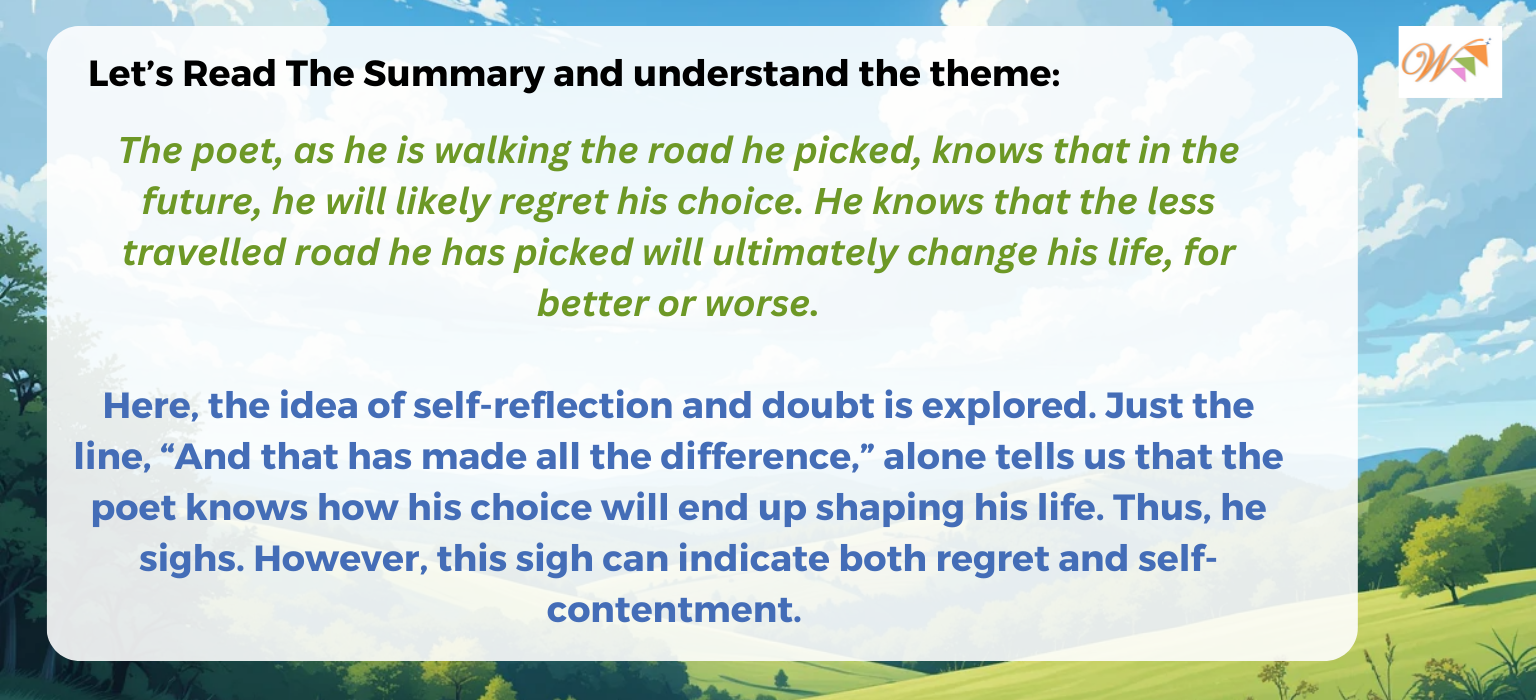 Let’s Read The Summary and understand the theme:
The poet, as he is walking the road he picked, knows that in the
future, he will likely regret his choice. He knows that the less
travelled road he has picked will ultimately change his life, for
better or worse.
Here, the idea of self-reflection and doubt is explored. Just the
line, “And that has made all the difference,” alone tells us that the
poet knows how his choice will end up shaping his life. Thus, he
sighs. However, this sigh can indicate both regret and self-
contentment.
W